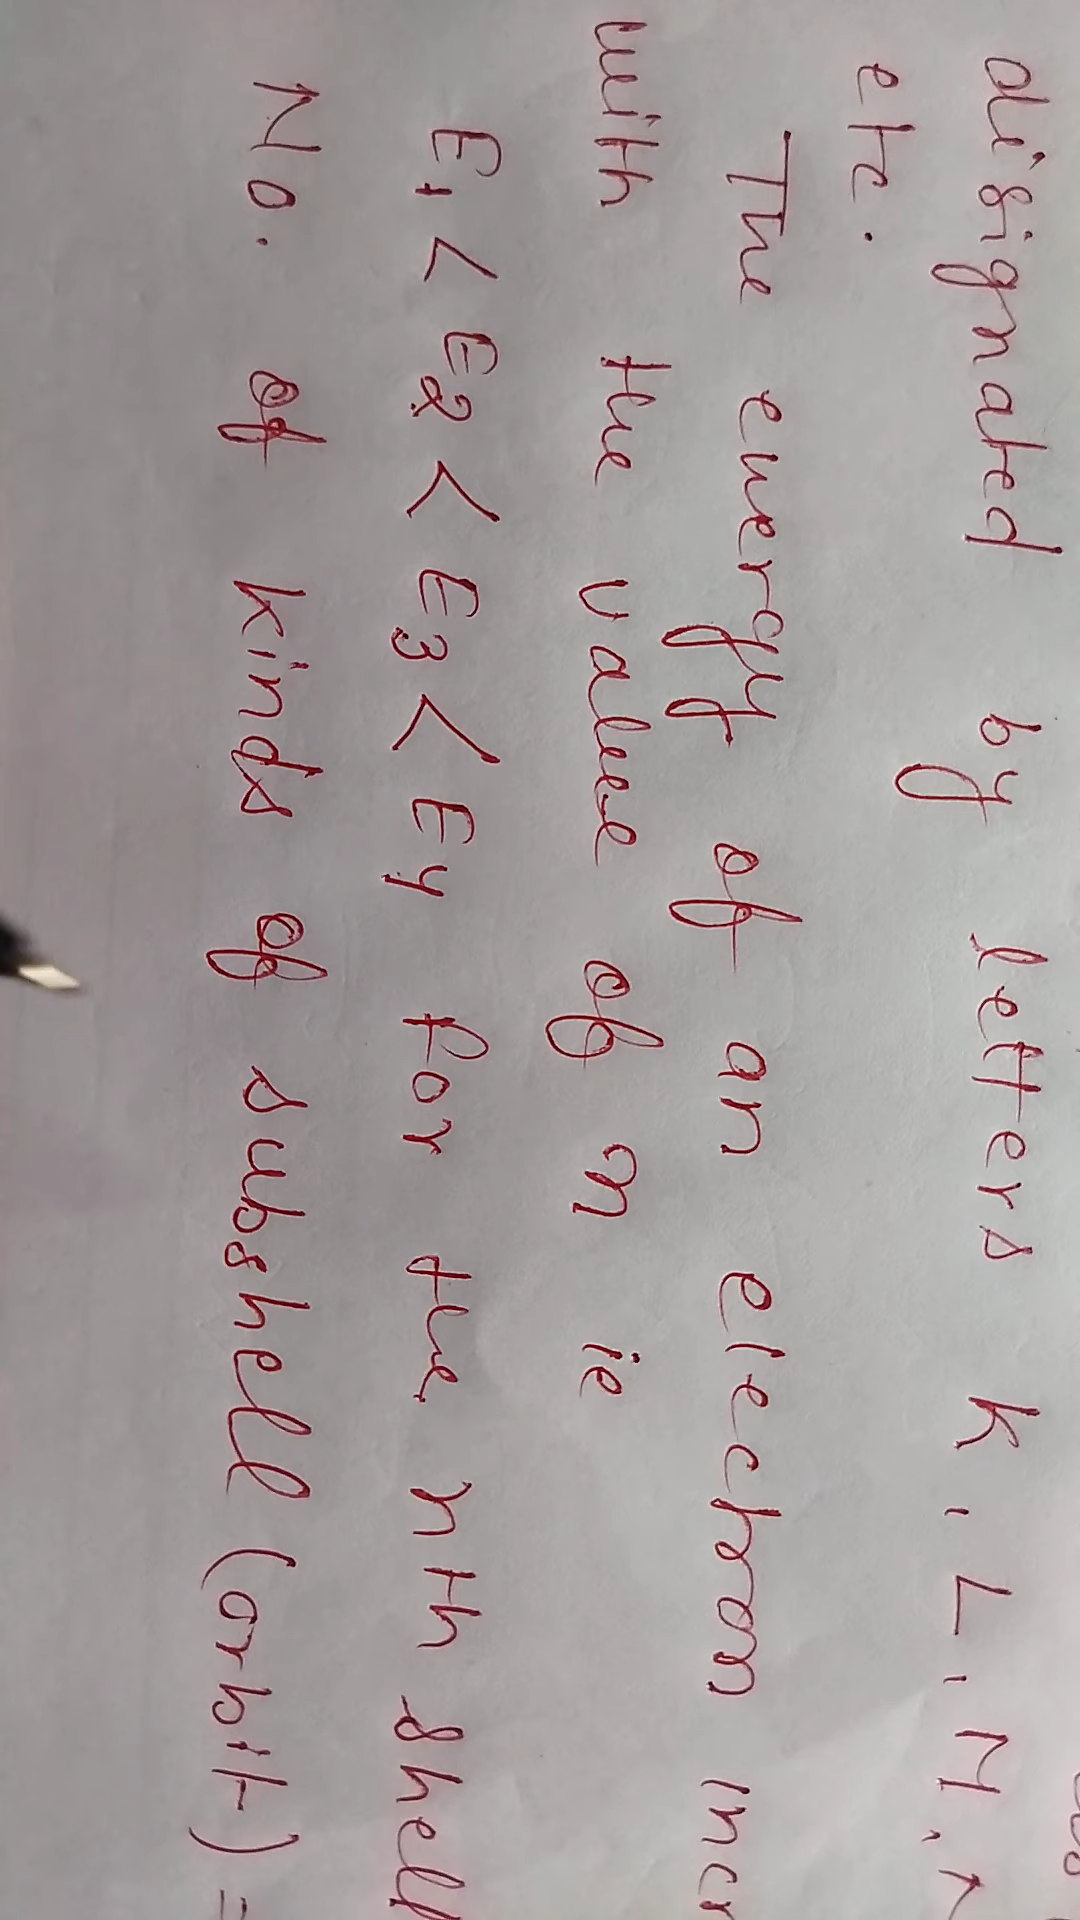 disignated by letters K, L, M,
etc.
The energy of an electron incr
with the value of n ie
E1 < E2 < E3 < E4 for the nth shell
No. of kinds of subshell (orbit) =